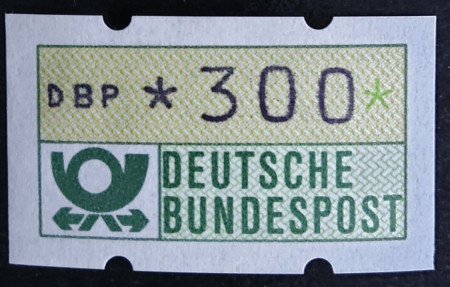 DBP *300*
DEUTSCHE
BUNDESPOST